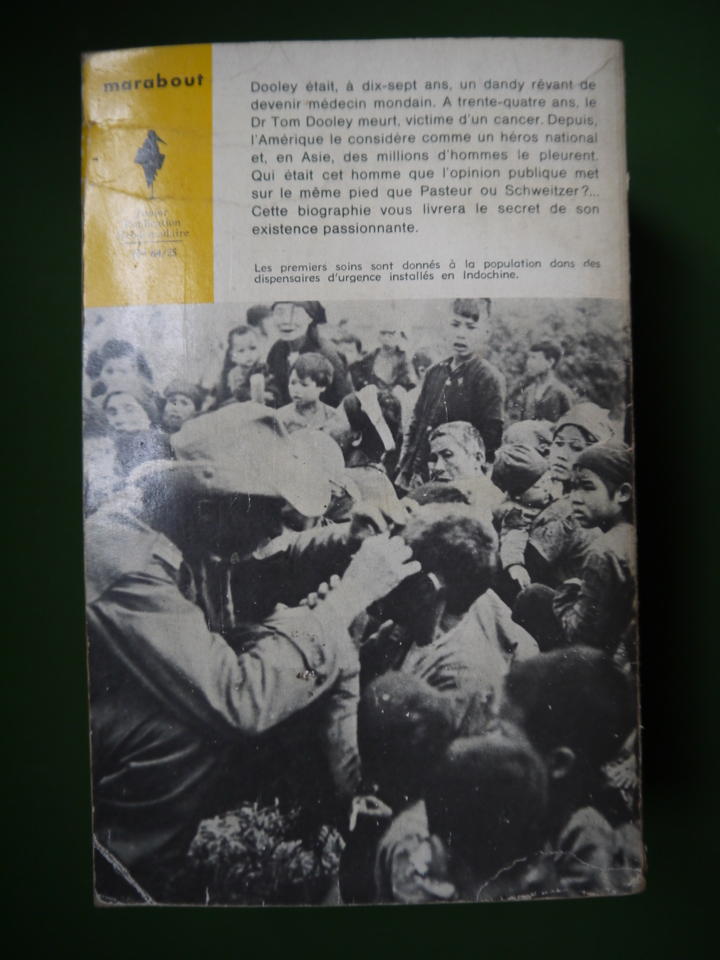 marabout
Dooley était, à dix-sept ans, un dandy rêvant de
devenir médecin mondain. A trente-quatre ans, le
Dr Tom Dooley meurt, victime d'un cancer. Depuis,
l'Amérique le considère comme un héros national
et, en Asie, des millions d'hommes le pleurent.
Qui était cet homme que l'opinion publique met
sur le même pied que Pasteur ou Schweitzer ?...
Cette biographie vous livrera le secret de son
existence passionnante.
Les premiers soins sont donnés à la population dans des
dispensaires d'urgence installés en Indochine.